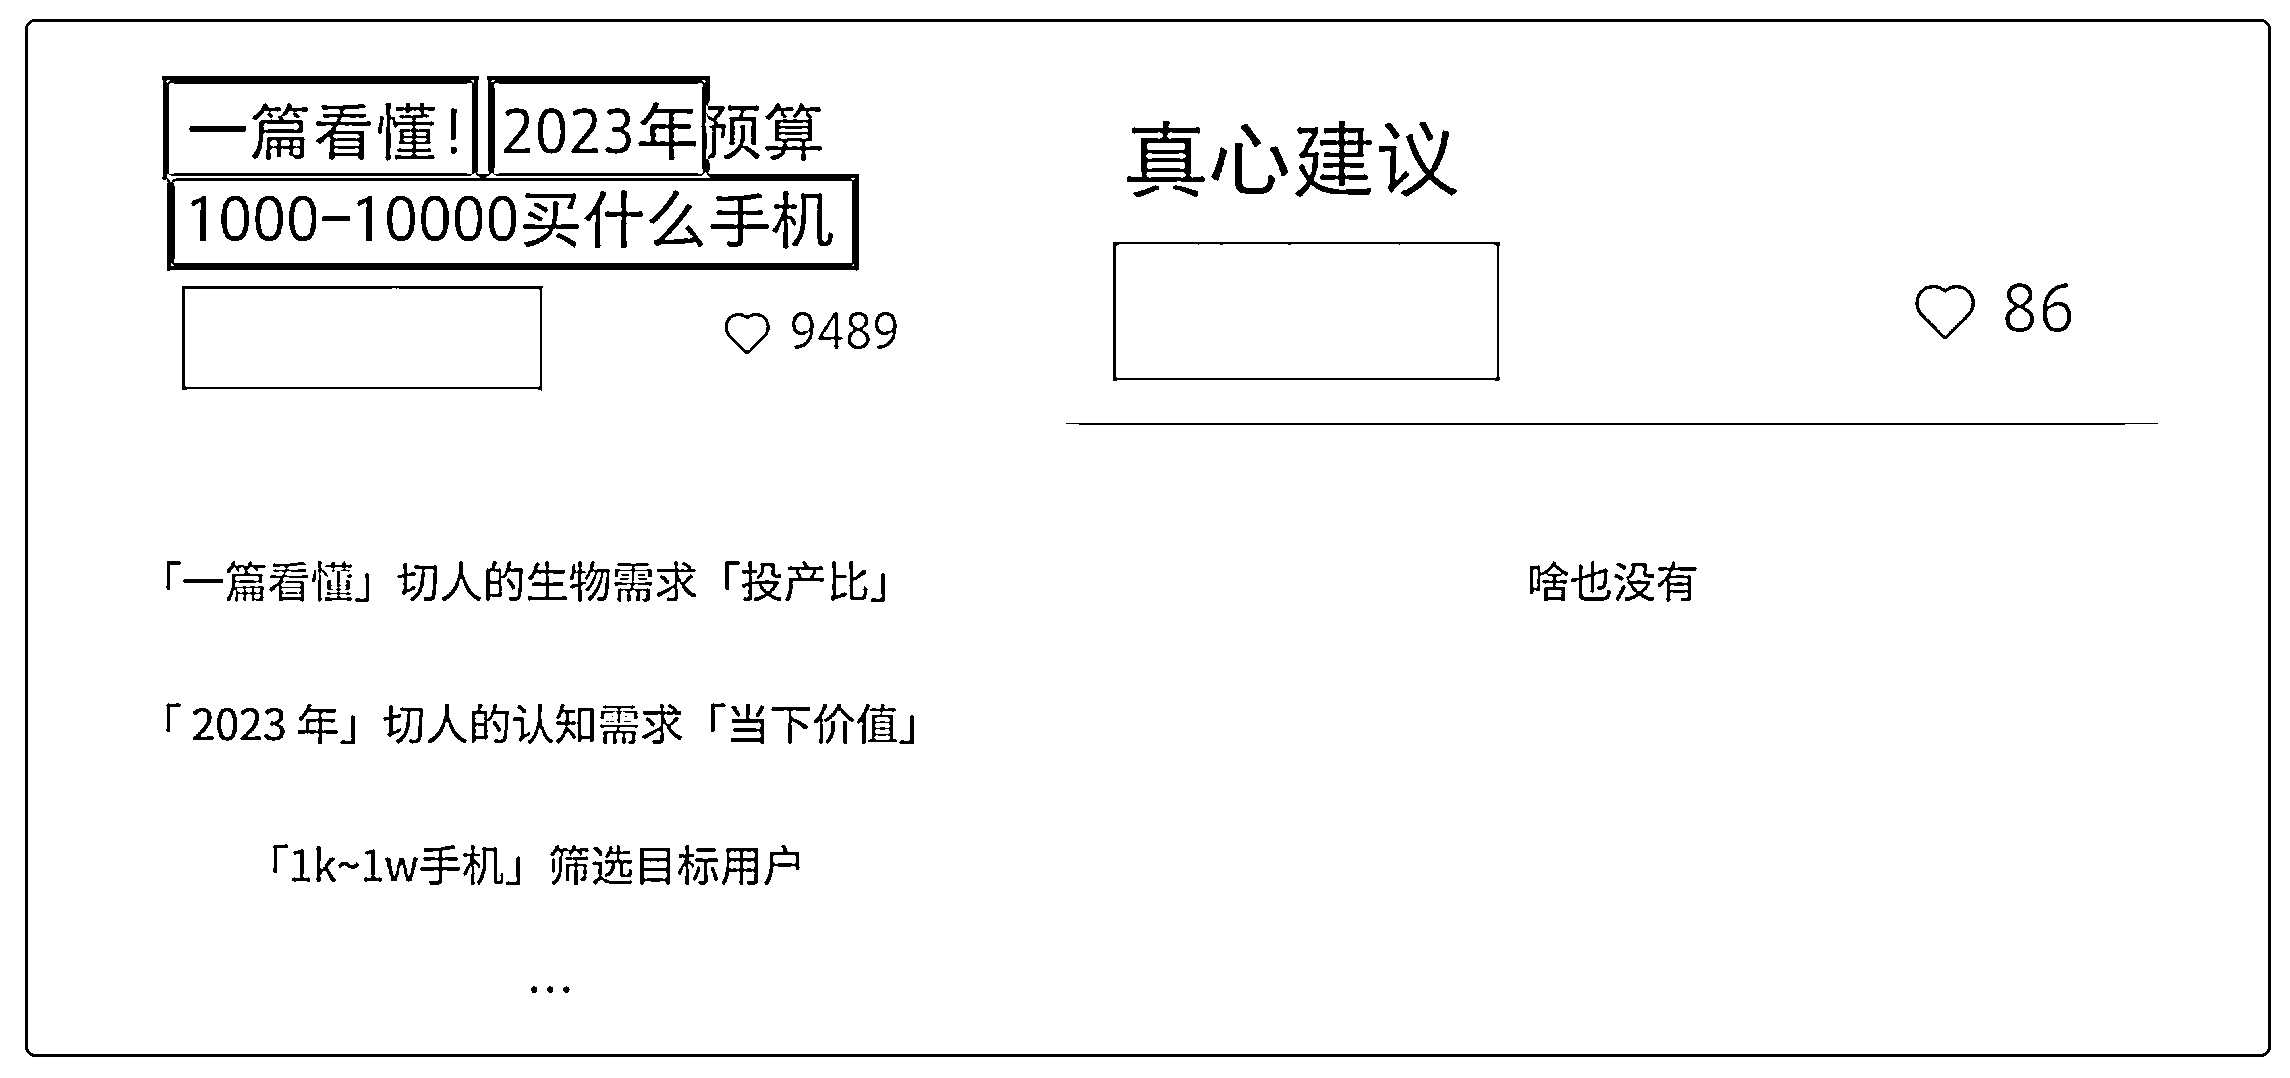 一篇看懂！2023年预算
1000-10000买什么手机
♡ 9489
「一篇看懂」切人的生物需求「投产比」
「2023 年」切人的认知需求「当下价值」
「1k~1w手机」筛选目标用户
...
真心建议
♡ 86
啥也没有